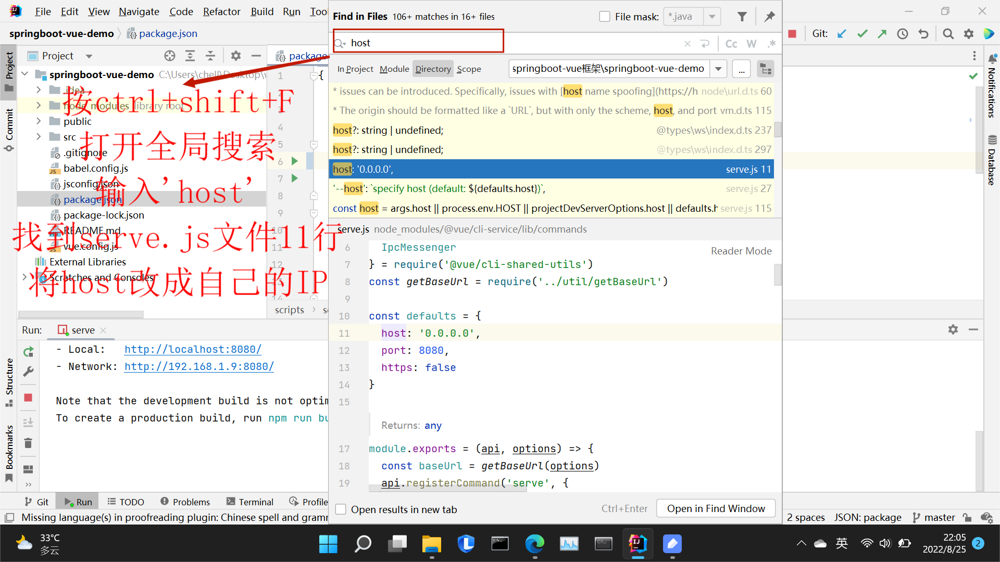 File Edit View Navigate Code Refactor Build Run Too
springboot-vue-demo package.json
Git:
Project
springboot-vue-demo C:\Users\chell\Desktop\
.idea
node_modules library root
public
src
.gitignore
babel.config.js
jsconfig.json
package.json
package-lock.json
README.md
vue.config.js
External Libraries
Scratches and Consoles
按ctrl+shift+F
打开全局搜索
输入'host'
找到serve.js文件11行
将host改成自己的IP
Project
Commit
Structure
Bookmarks
package
1 {
3
4
5
6
7
8
9
10
11
12
13
14
scripts
Find in Files 106+ matches in 16+ files
File mask: *.java
host
Cc W .*
In Project Module Directory Scope
springboot-vue框架\springboot-vue-demo
...
* issues can be introduced. Specifically, issues with [host name spoofing](https://h node\url.d.ts 60
* The origin should be formatted like a `URL`, but with only the scheme, host, and port vm.d.ts 115
host?: string | undefined; @types\ws\index.d.ts 237
host?: string | undefined; @types\ws\index.d.ts 297
host: '0.0.0.0', serve.js 11
'--host': `specify host (default: ${defaults.host})`, serve.js 27
const host = args.host || process.env.HOST || projectDevServerOptions.host || defaults.h serve.js 115
serve.js node_modules/@vue/cli-service/lib/commands
Reader Mode
6 IpcMessenger
7 } = require('@vue/cli-shared-utils')
8 const getBaseUrl = require('../util/getBaseUrl')
9
10 const defaults = {
11 host: '0.0.0.0',
12 port: 8080,
13 https: false
14 }
15
Returns: any
17 module.exports = (api, options) => {
18 const baseUrl = getBaseUrl(options)
19 api.registerCommand('serve', {
Open results in new tab
Ctrl+Enter
Open in Find Window
Notifications
Database
Run: serve
- Local: http://localhost:8080/
- Network: http://192.168.1.9:8080/
Note that the development build is not optim
To create a production build, run npm run bu
Git Run TODO Problems Terminal Profile
Missing language(s) in proofreading plugin: Chinese spell and gramm
2 spaces JSON: package master
33°C
多云
英
22:05
2022/8/25
2